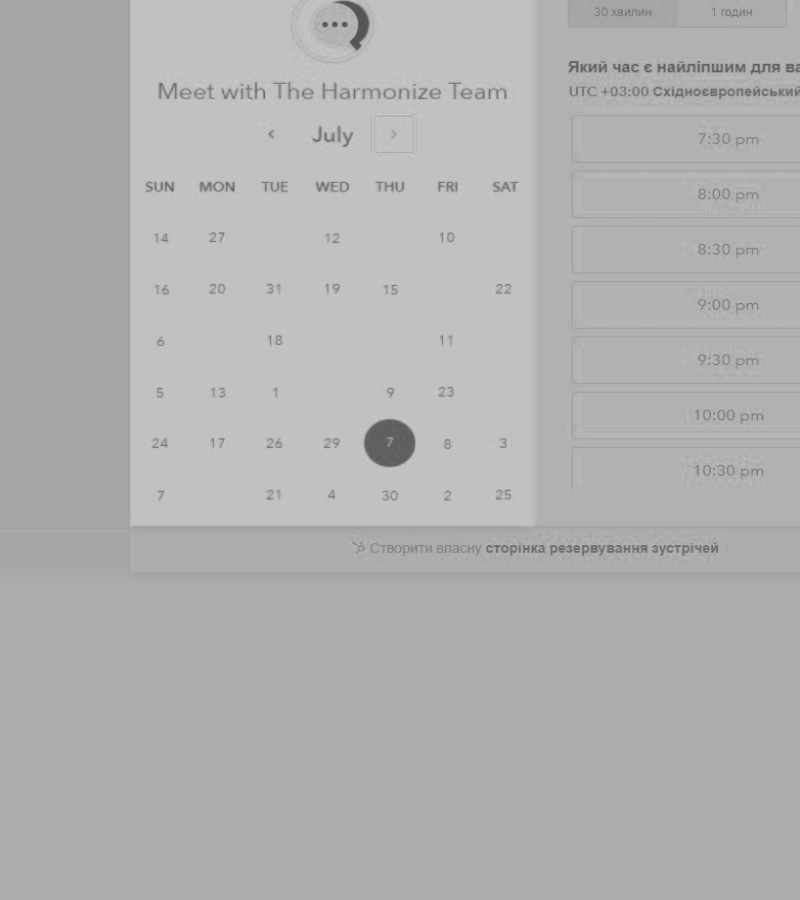 Meet with The Harmonize Team
‹ July ›
SUN MON TUE WED THU FRI SAT
14 27 12 10
16 20 31 19 15 22
6 18 11
5 13 1 9 23
24 17 26 29 7 8 3
7 21 4 30 2 25
30 хвилин 1 годин
Який час є найліпшим для ва
UTC +03:00 Східноєвропейський
7:30 pm
8:00 pm
8:30 pm
9:00 pm
9:30 pm
10:00 pm
10:30 pm
Створити власну сторінка резервування зустрічей